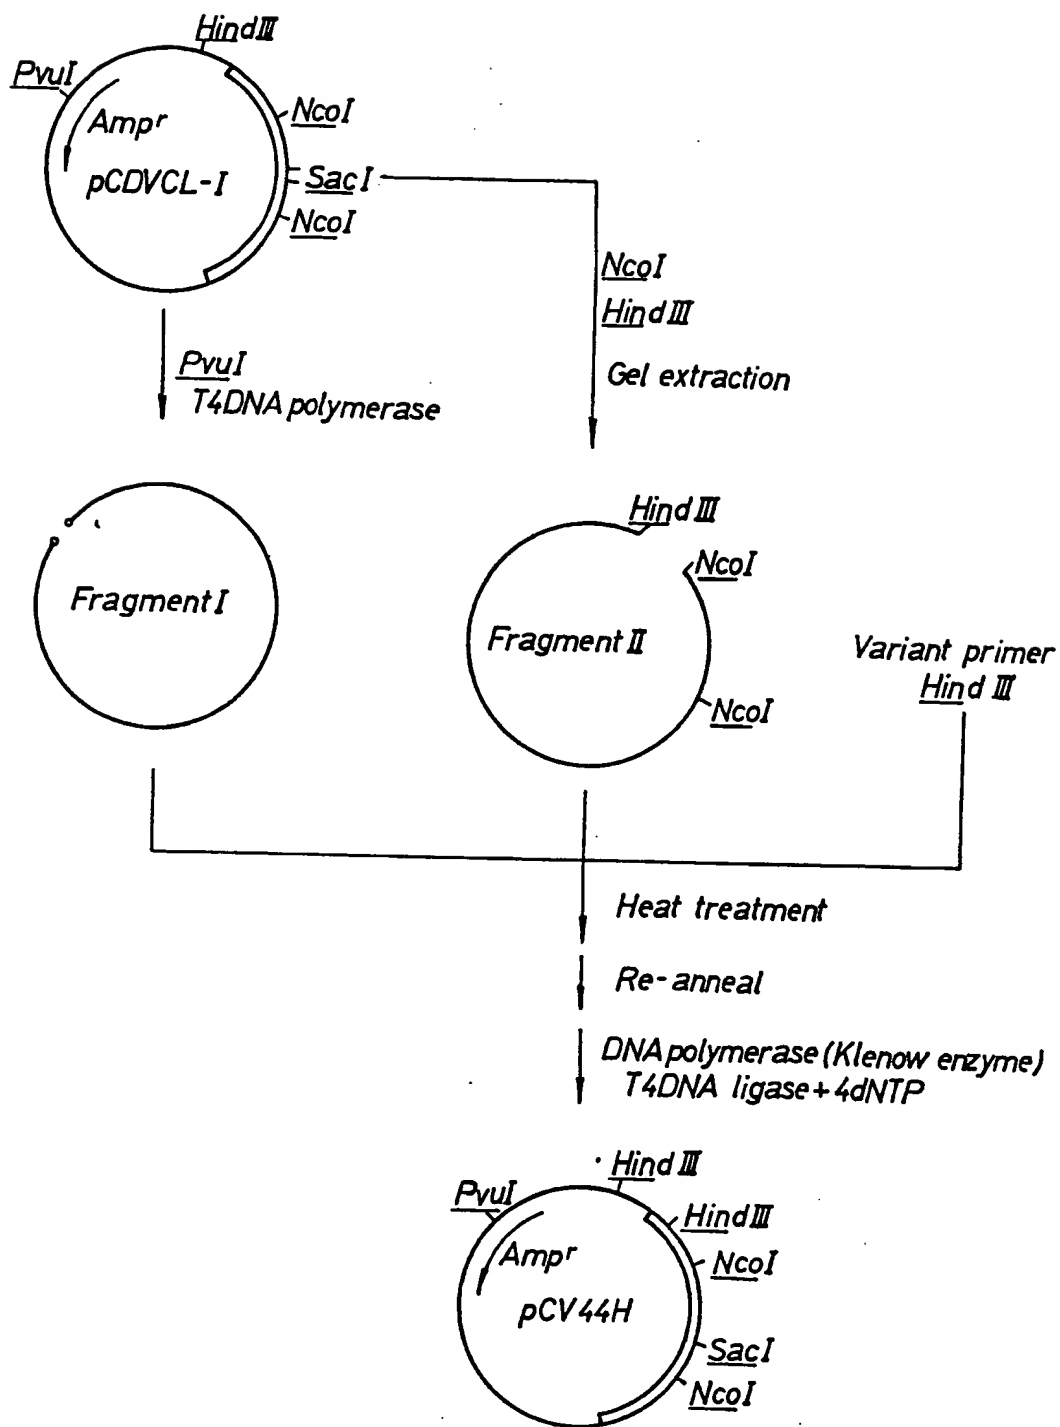 HindIII
PvuI
NcoI
Ampr
pCDVCL-I
SacI
NcoI
NcoI
HindIII
Gel extraction
PvuI
T4DNA polymerase
HindIII
NcoI
Fragment I
Fragment II
NcoI
Variant primer
HindIII
Heat treatment
Re-anneal
DNA polymerase (Klenow enzyme)
T4DNA ligase + 4dNTP
HindIII
PvuI
HindIII
NcoI
Ampr
pCV44H
SacI
NcoI